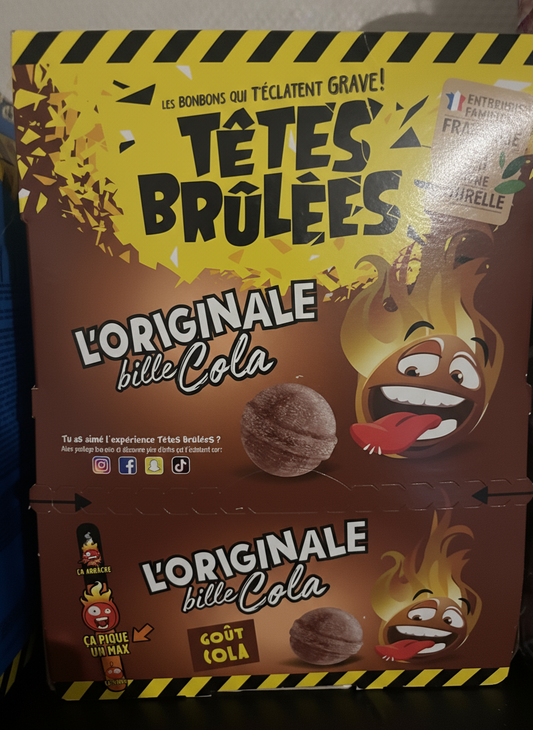 LES BONBONS QUI T'ÉCLATENT GRAVE!
TÊTES
BRÛLÉES
ENTREPRISE
FAMILIALE
FRANÇAISE
L'ORIGINALE
bille Cola
Tu as aimé l'expérience Têtes Brûlées ?
L'ORIGINALE
bille Cola
ÇA ARRACHE
ÇA PIQUE
UN MAX
GOÛT
COLA